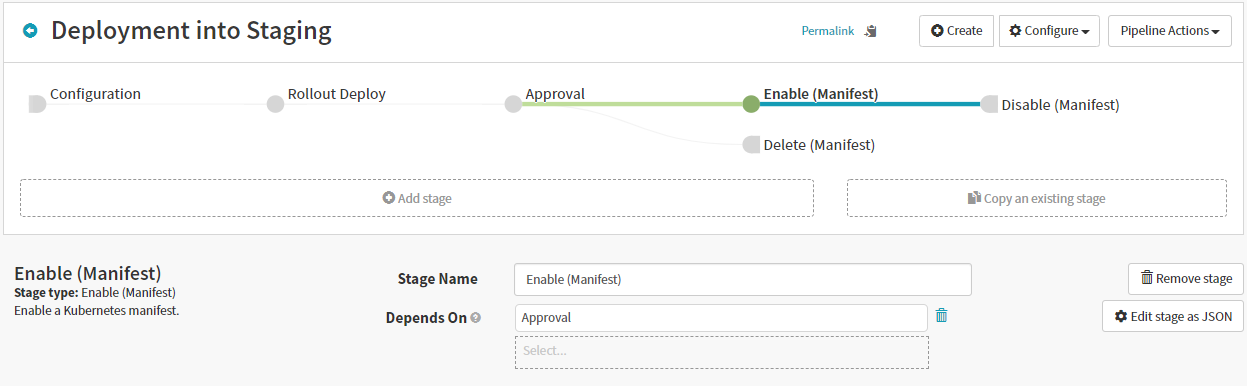 Deployment into Staging
Permalink
Create
Configure
Pipeline Actions
Configuration
Rollout Deploy
Approval
Enable (Manifest)
Disable (Manifest)
Delete (Manifest)
Add stage
Copy an existing stage
Enable (Manifest)
Stage type: Enable (Manifest)
Enable a Kubernetes manifest.
Stage Name
Enable (Manifest)
Remove stage
Depends On
Approval
Edit stage as JSON
Select...